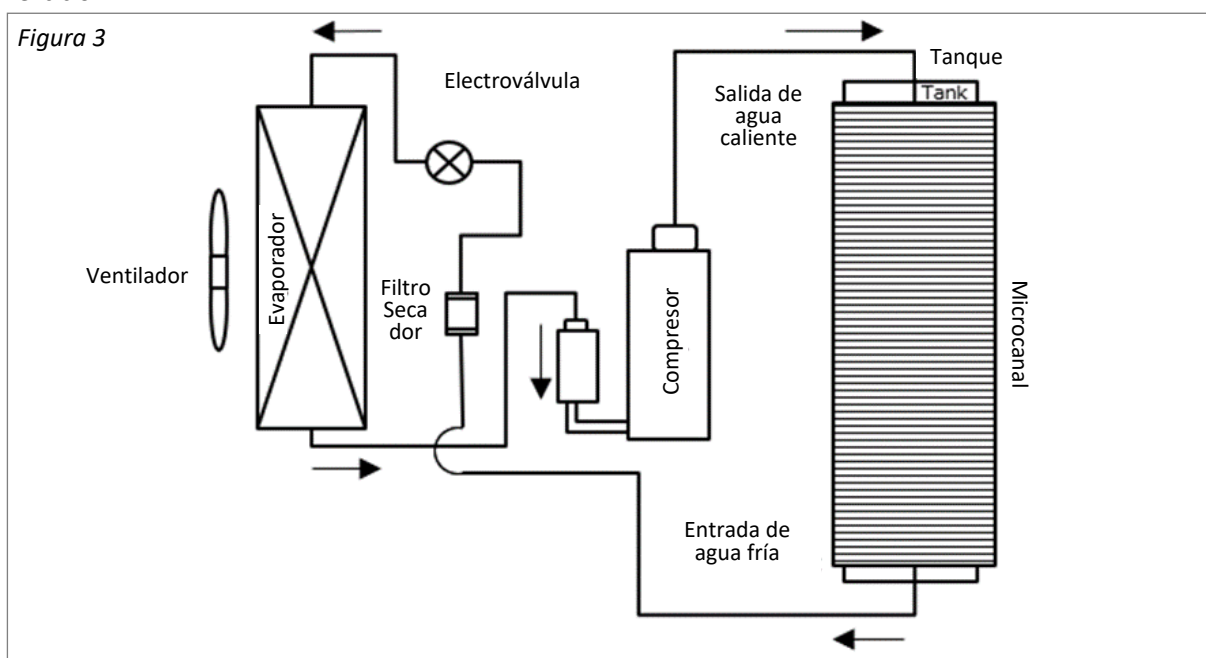 Figura 3
Electroválvula
Tanque
Tank
Salida de
agua
caliente
Ventilador
Evaporador
Filtro
Seca
dor
Compresor
Microcanal
Entrada de
agua fría